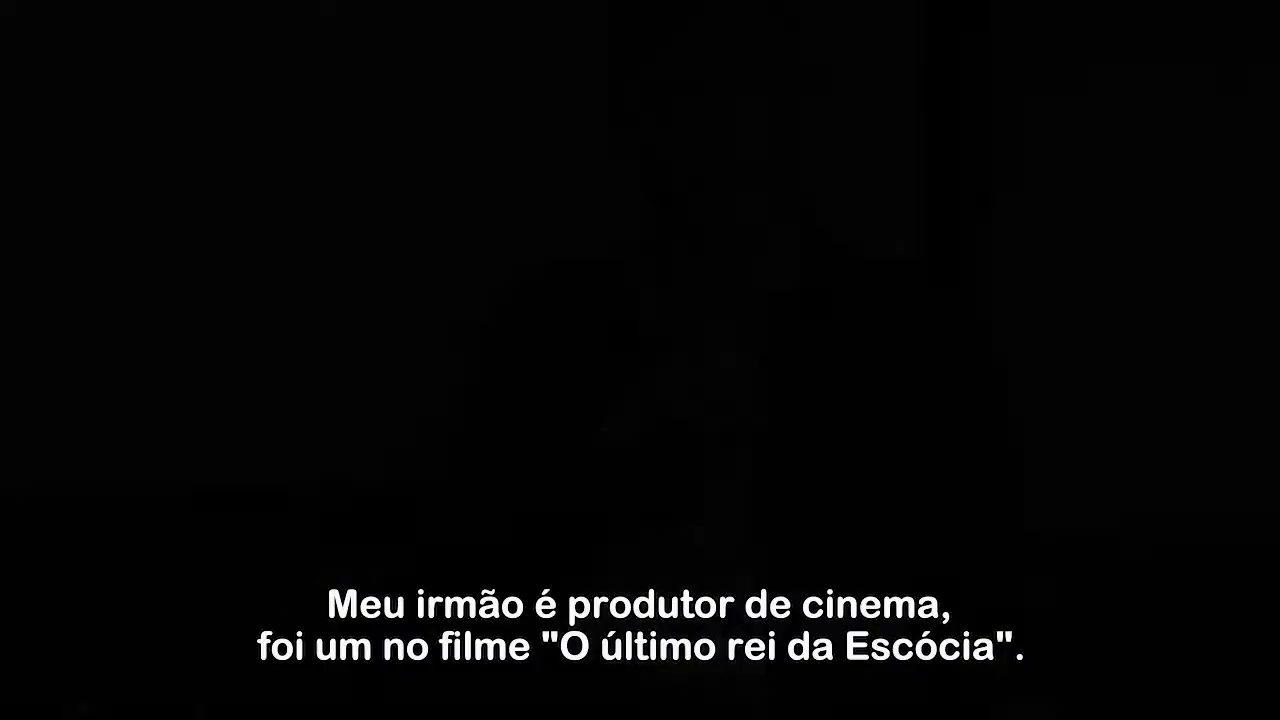 Meu irmão é produtor de cinema,
foi um no filme "O último rei da Escócia".